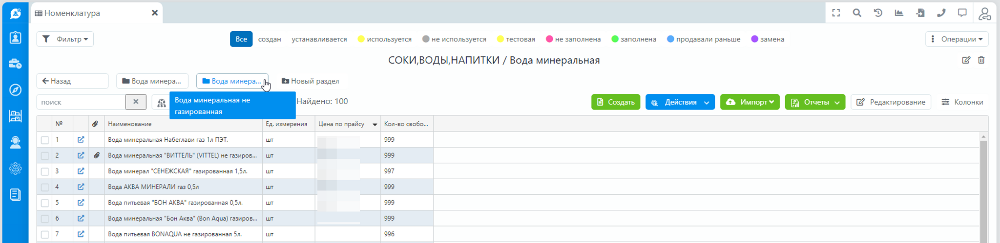 Номенклатура
Фильтр
Все создан устанавливается используется не используется тестовая не заполнена заполнена продавали раньше замена
Операции
СОКИ,ВОДЫ,НАПИТКИ / Вода минеральная
Назад Вода минера... Вода минера... Новый раздел
поиск
Вода минеральная не
газированная
Найдено: 100
Создать Действия Импорт Отчеты Редактирование Колонки
№ Наименование Ед. измерения Цена по прайсу Кол-во свобо...
1 Вода минеральная Набеглави газ 1л ПЭТ. шт 999
2 Вода минеральная "ВИТТЕЛЬ" (VITTEL) не газиров... шт 999
3 Вода минерал "СЕНЕЖСКАЯ" газированная 1,5л. шт 997
4 Вода АКВА МИНЕРАЛИ газ 0,5л шт 999
5 Вода питьевая "БОН АКВА" газированная 0,5л. шт 999
6 Вода минеральная "Бон Аква" (Bon Aqua) газиров... шт 999
7 Вода питьевая BONAQUA не газированная 5л. шт 996